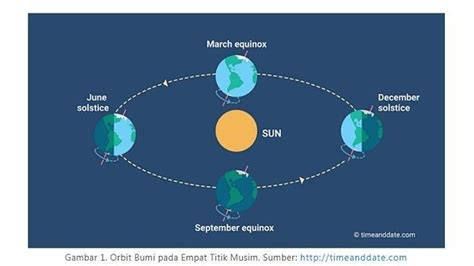 March equinox
June
solstice
December
solstice
SUN
September equinox
© timeanddate.com
Gambar 1. Orbit Bumi pada Empat Titik Musim. Sumber: http://timeanddate.com